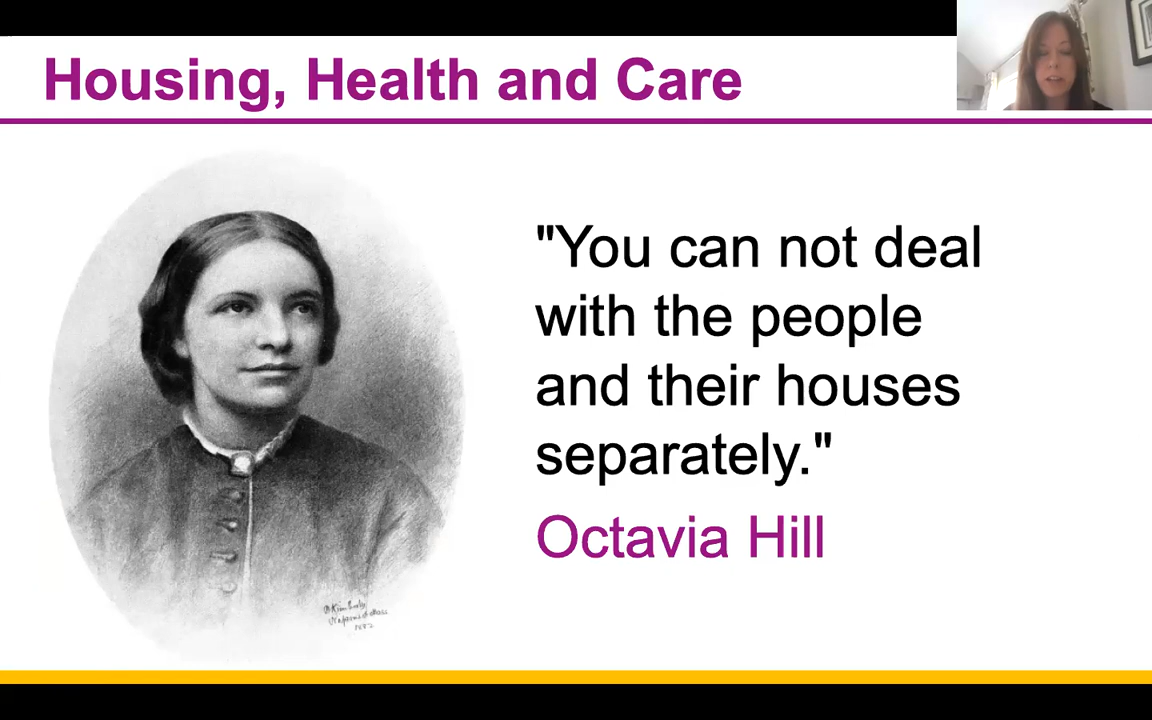 Housing, Health and Care
"You can not deal
with the people
and their houses
separately."
Octavia Hill